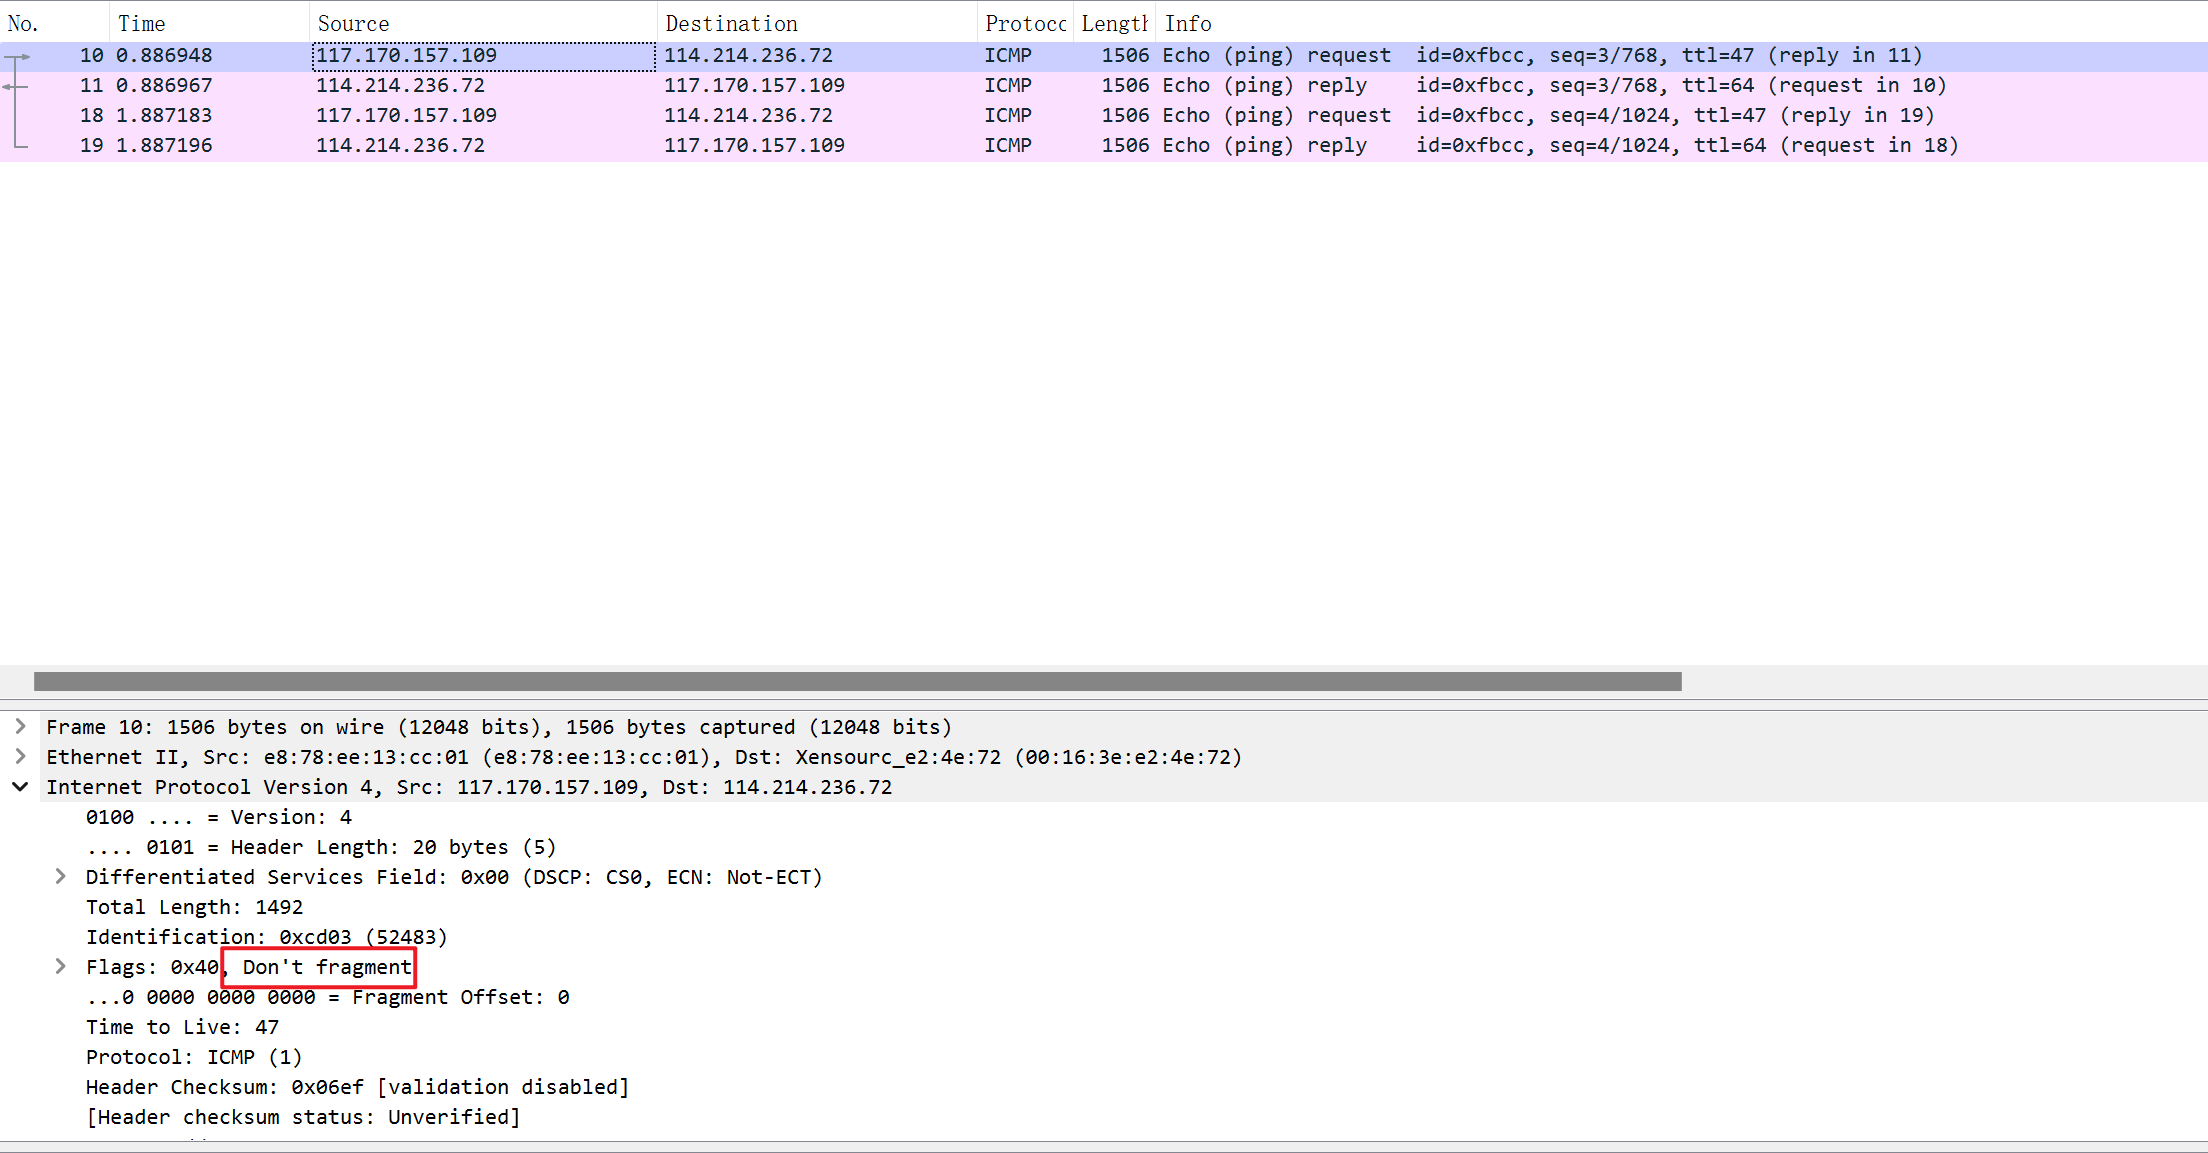 No. Time Source Destination Protoc Length Info
10 0.886948 117.170.157.109 114.214.236.72 ICMP 1506 Echo (ping) request id=0xfbcc, seq=3/768, ttl=47 (reply in 11)
11 0.886967 114.214.236.72 117.170.157.109 ICMP 1506 Echo (ping) reply id=0xfbcc, seq=3/768, ttl=64 (request in 10)
18 1.887183 117.170.157.109 114.214.236.72 ICMP 1506 Echo (ping) request id=0xfbcc, seq=4/1024, ttl=47 (reply in 19)
19 1.887196 114.214.236.72 117.170.157.109 ICMP 1506 Echo (ping) reply id=0xfbcc, seq=4/1024, ttl=64 (request in 18)
Frame 10: 1506 bytes on wire (12048 bits), 1506 bytes captured (12048 bits)
Ethernet II, Src: e8:78:ee:13:cc:01 (e8:78:ee:13:cc:01), Dst: Xensourc_e2:4e:72 (00:16:3e:e2:4e:72)
Internet Protocol Version 4, Src: 117.170.157.109, Dst: 114.214.236.72
0100 .... = Version: 4
.... 0101 = Header Length: 20 bytes (5)
Differentiated Services Field: 0x00 (DSCP: CS0, ECN: Not-ECT)
Total Length: 1492
Identification: 0xcd03 (52483)
Flags: 0x40, Don't fragment
...0 0000 0000 0000 = Fragment Offset: 0
Time to Live: 47
Protocol: ICMP (1)
Header Checksum: 0x06ef [validation disabled]
[Header checksum status: Unverified]